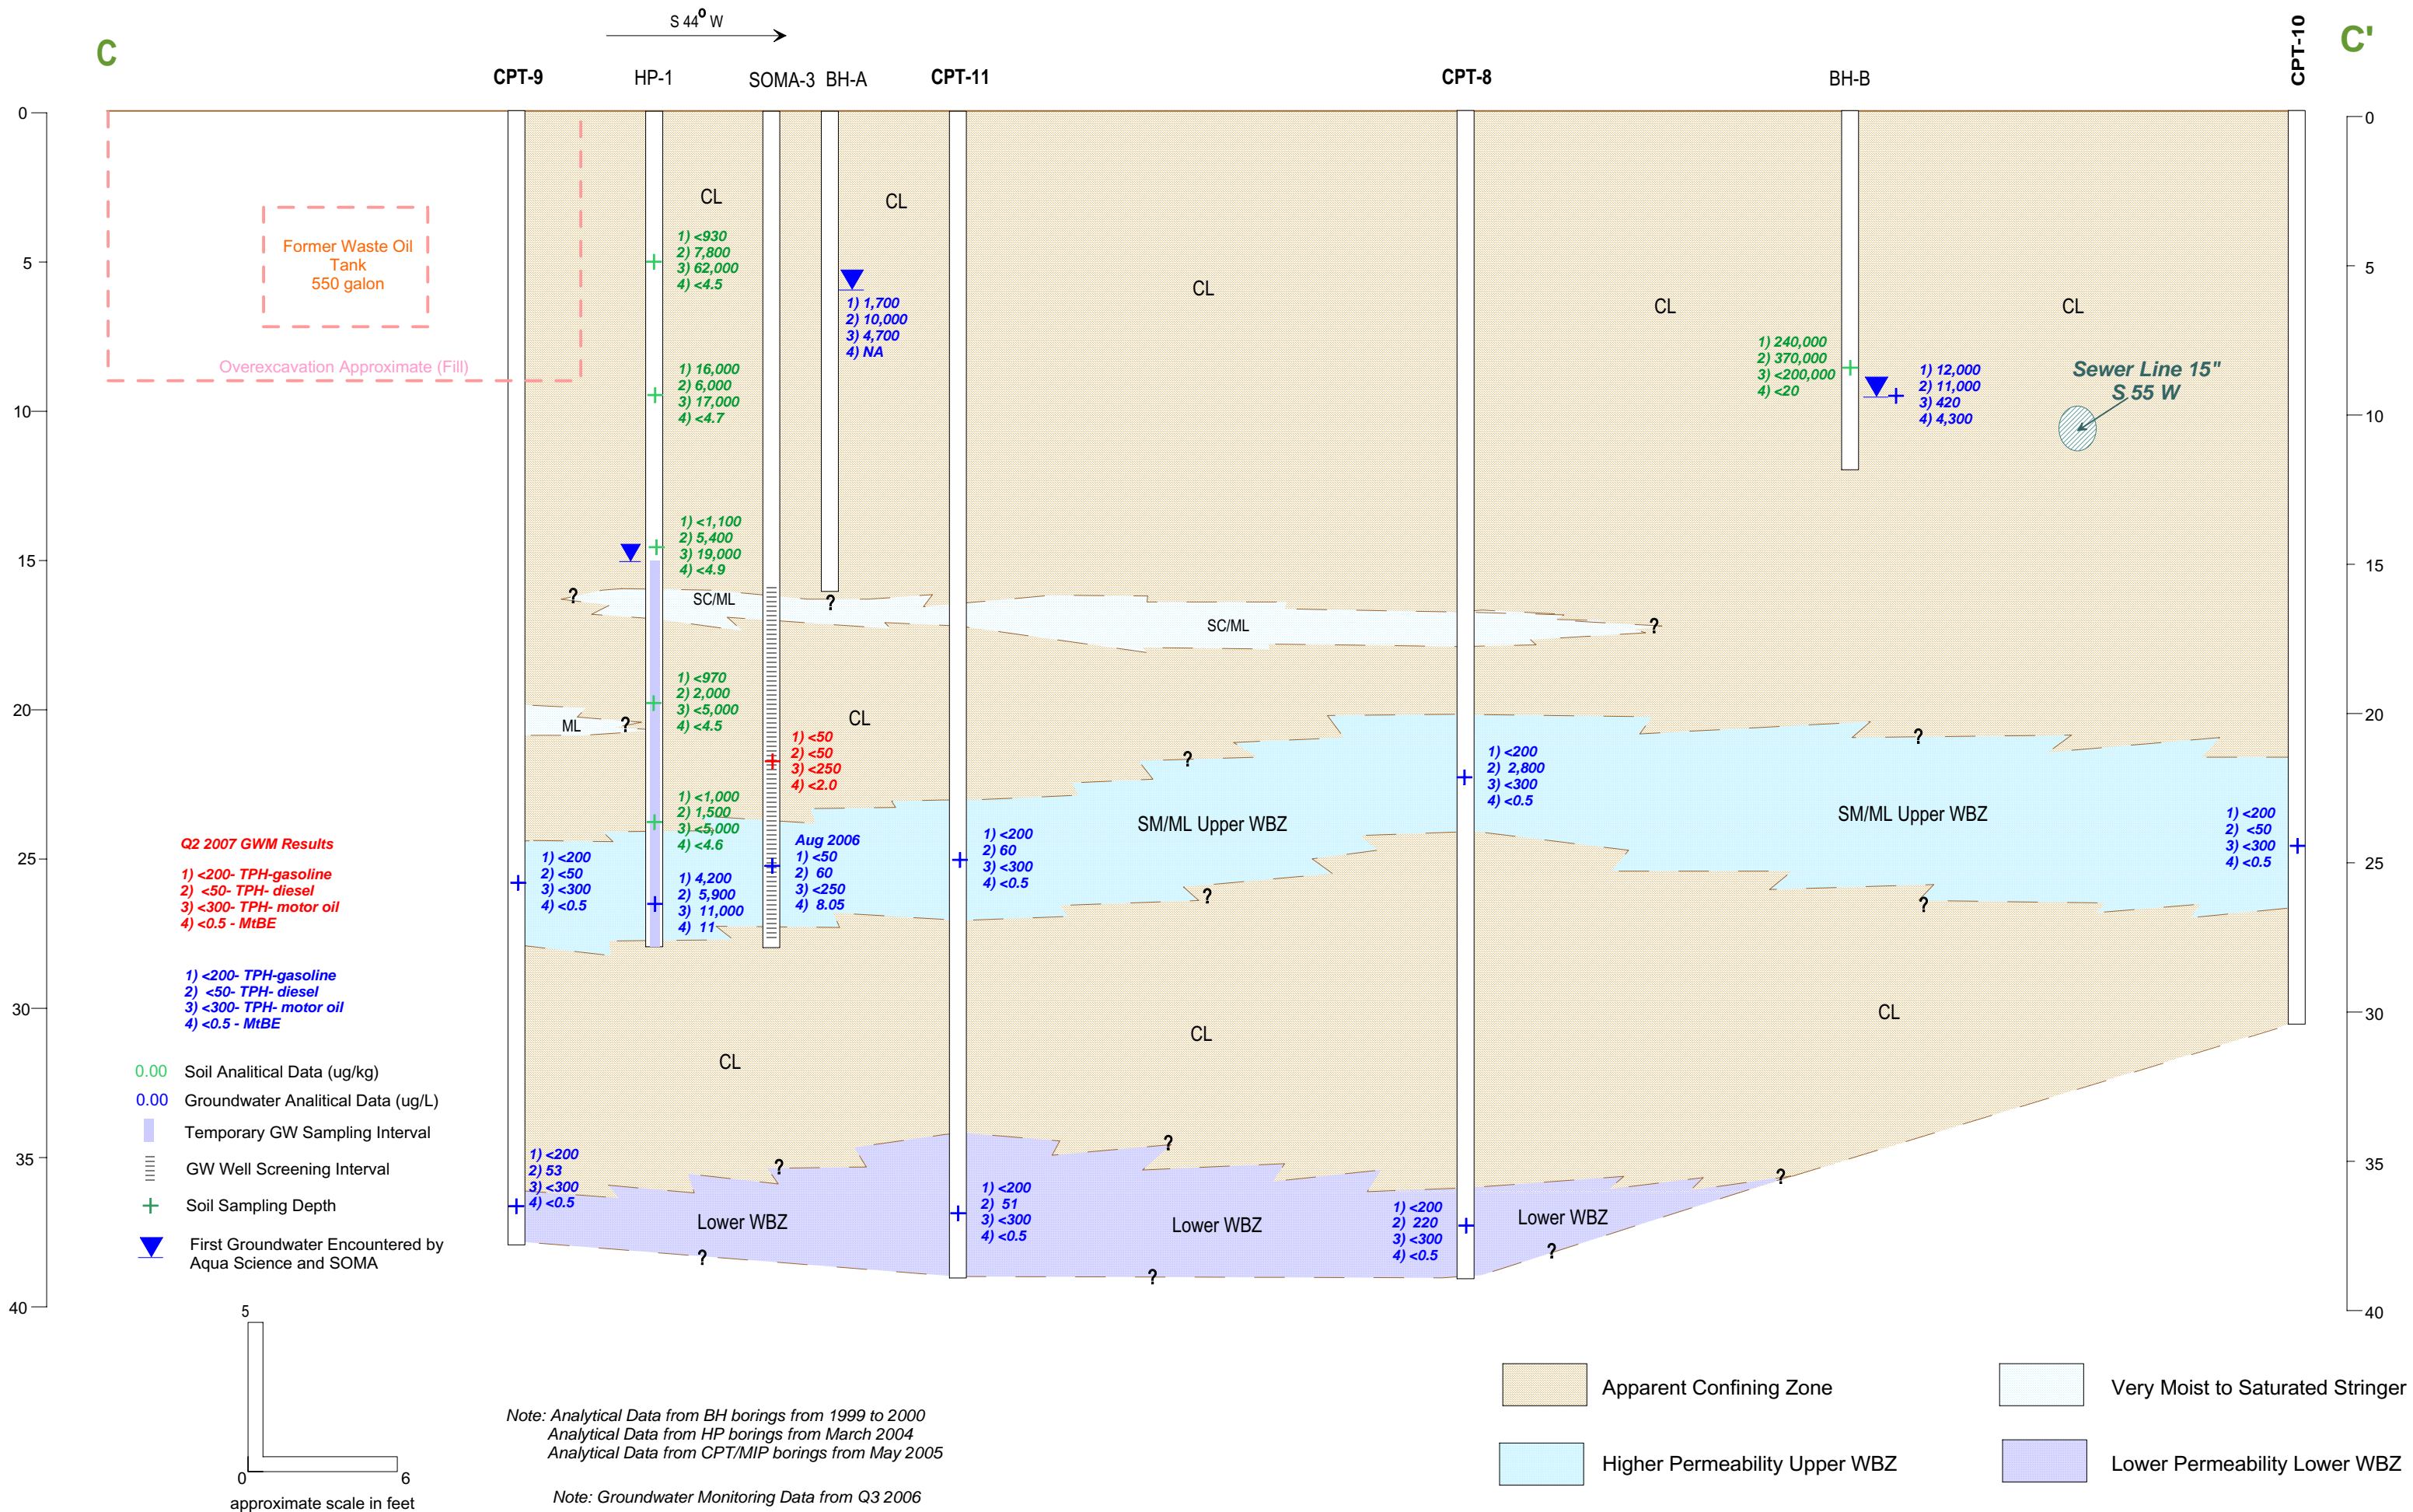 S 44° W
C
C'
CPT-9
HP-1
SOMA-3
BH-A
CPT-11
CPT-8
BH-B
CPT-10
0
5
10
15
20
25
30
35
40
0
5
10
15
20
25
30
35
40
Former Waste Oil
Tank
550 galon
Overexcavation Approximate (Fill)
CL
CL
CL
CL
CL
1) <930
2) 7,800
3) 62,000
4) <4.5
1) 1,700
2) 10,000
3) 4,700
4) NA
1) 16,000
2) 6,000
3) 17,000
4) <4.7
1) 240,000
2) 370,000
3) <200,000
4) <20
1) 12,000
2) 11,000
3) 420
4) 4,300
Sewer Line 15"
S 55 W
1) <1,100
2) 5,400
3) 19,000
4) <4.9
?
SC/ML
?
SC/ML
?
1) <970
2) 2,000
3) <5,000
4) <4.5
ML
?
CL
1) <50
2) <50
3) <250
4) <2.0
?
1) <200
2) 2,800
3) <300
4) <0.5
?
1) <1,000
2) 1,500
3) <5,000
4) <4.6
SM/ML Upper WBZ
SM/ML Upper WBZ
1) <200
2) <50
3) <300
4) <0.5
1) <200
2) <50
3) <300
4) <0.5
1) 4,200
2) 5,900
3) 11,000
4) 11
Aug 2006
1) <50
2) 60
3) <250
4) 8.05
1) <200
2) 60
3) <300
4) <0.5
?
?
Q2 2007 GWM Results
1) <200- TPH-gasoline
2) <50- TPH- diesel
3) <300- TPH- motor oil
4) <0.5 - MtBE
1) <200- TPH-gasoline
2) <50- TPH- diesel
3) <300- TPH- motor oil
4) <0.5 - MtBE
CL
CL
CL
0.00 Soil Analitical Data (ug/kg)
0.00 Groundwater Analitical Data (ug/L)
Temporary GW Sampling Interval
GW Well Screening Interval
Soil Sampling Depth
First Groundwater Encountered by
Aqua Science and SOMA
1) <200
2) 53
3) <300
4) <0.5
?
?
?
1) <200
2) 51
3) <300
4) <0.5
1) <200
2) 220
3) <300
4) <0.5
Lower WBZ
Lower WBZ
Lower WBZ
?
?
?
5
0
6
approximate scale in feet
Note: Analytical Data from BH borings from 1999 to 2000
Analytical Data from HP borings from March 2004
Analytical Data from CPT/MIP borings from May 2005
Note: Groundwater Monitoring Data from Q3 2006
Apparent Confining Zone
Very Moist to Saturated Stringer
Higher Permeability Upper WBZ
Lower Permeability Lower WBZ